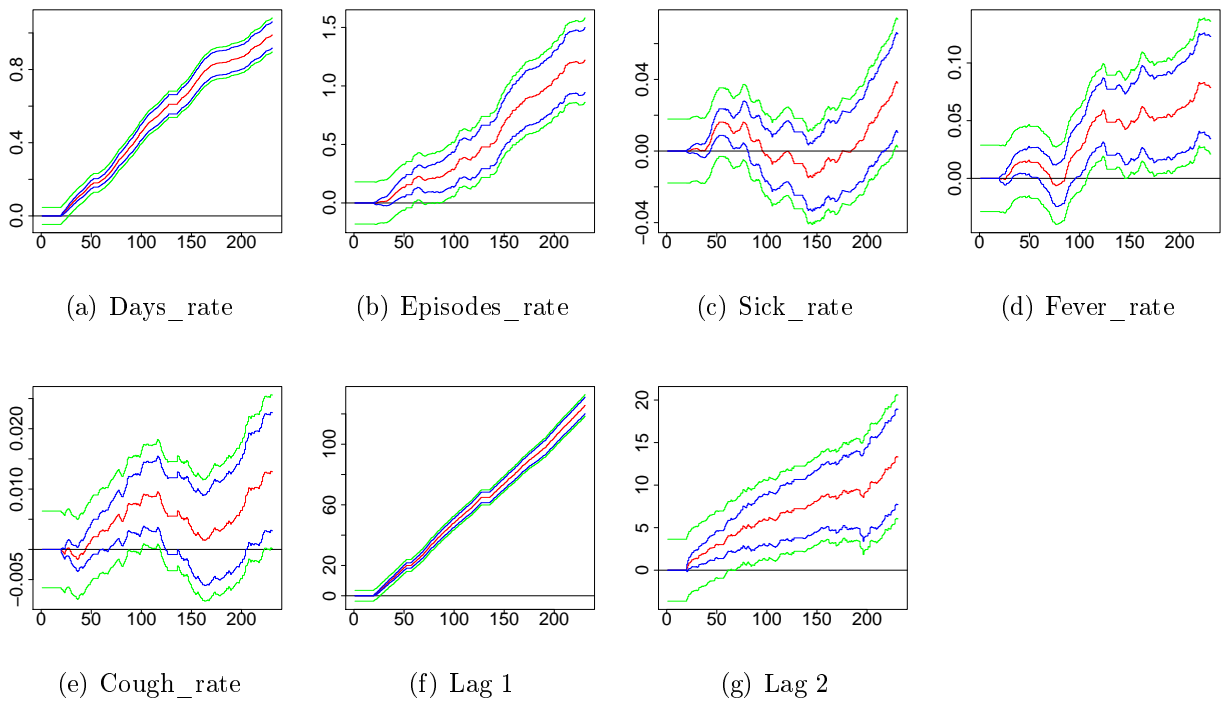 0.0 0.4 0.8
0 50 100 150 200
(a) Days_rate
0.0 0.5 1.0 1.5
0 50 100 150 200
(b) Episodes_rate
−0.04 0.00 0.04
0 50 100 150 200
(c) Sick_rate
0.00 0.05 0.10
0 50 100 150 200
(d) Fever_rate
−0.005 0.010 0.020
0 50 100 150 200
(e) Cough_rate
0 20 60 100
0 50 100 150 200
(f) Lag 1
0 5 10 15 20
0 50 100 150 200
(g) Lag 2